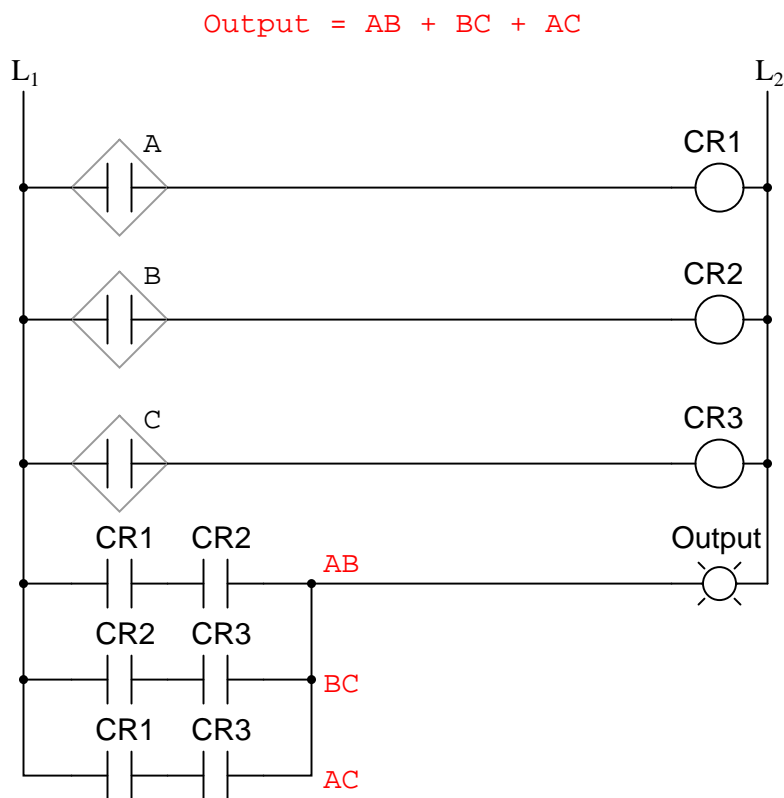 Output = AB + BC + AC
L1 L2
A CR1
B CR2
C CR3
CR1 CR2 AB Output
CR2 CR3 BC
CR1 CR3 AC